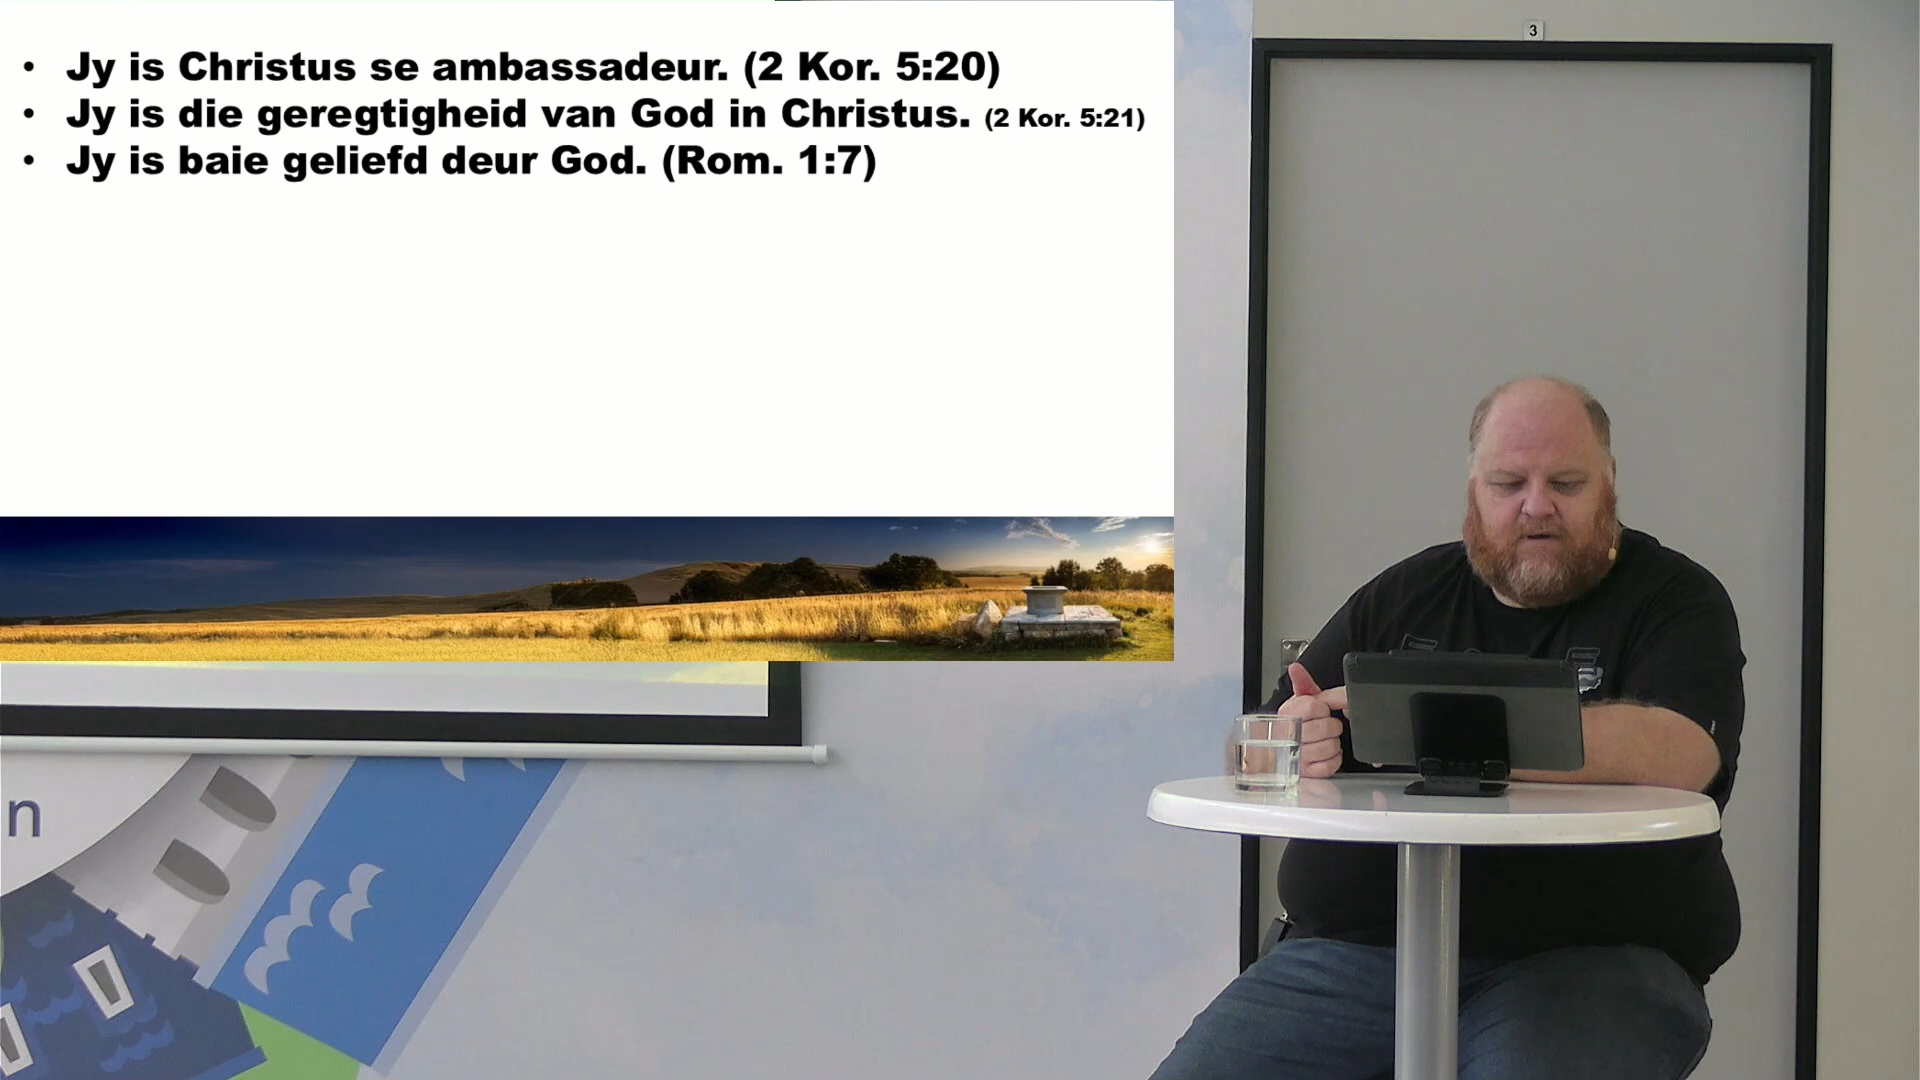 • Jy is Christus se ambassadeur. (2 Kor. 5:20)
• Jy is die geregtigheid van God in Christus. (2 Kor. 5:21)
• Jy is baie geliefd deur God. (Rom. 1:7)
3
n